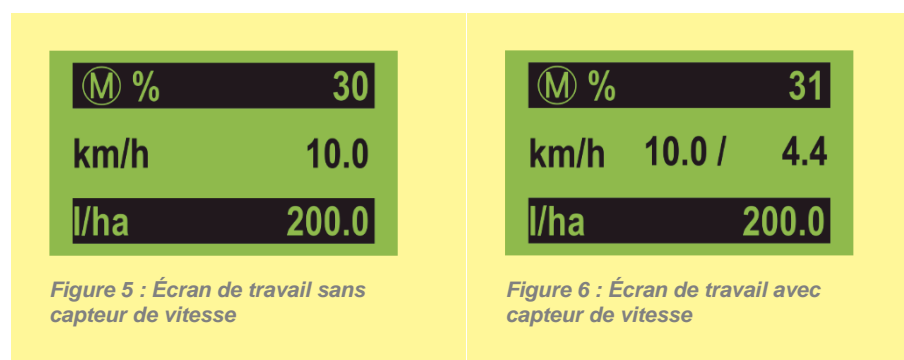 Ⓜ % 30
km/h 10.0
l/ha 200.0
Figure 5 : Écran de travail sans
capteur de vitesse
Ⓜ % 31
km/h 10.0 / 4.4
l/ha 200.0
Figure 6 : Écran de travail avec
capteur de vitesse